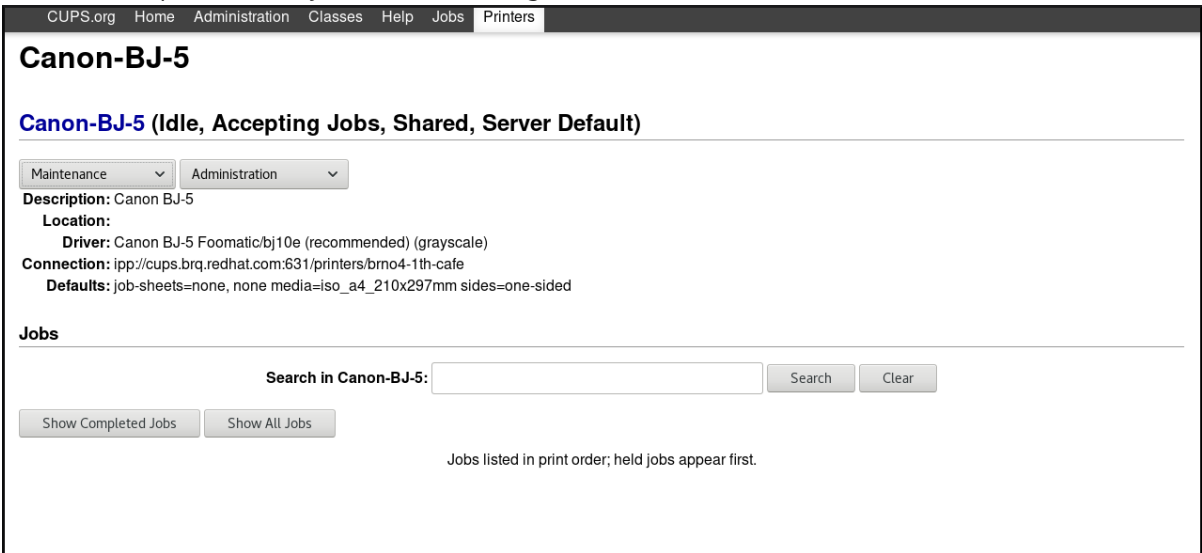 CUPS.org Home Administration Classes Help Jobs Printers
Canon-BJ-5
Canon-BJ-5 (Idle, Accepting Jobs, Shared, Server Default)
Maintenance Administration
Description: Canon BJ-5
Location:
Driver: Canon BJ-5 Foomatic/bj10e (recommended) (grayscale)
Connection: ipp://cups.brq.redhat.com:631/printers/brno4-1th-cafe
Defaults: job-sheets=none, none media=iso_a4_210x297mm sides=one-sided
Jobs
Search in Canon-BJ-5: Search Clear
Show Completed Jobs Show All Jobs
Jobs listed in print order; held jobs appear first.